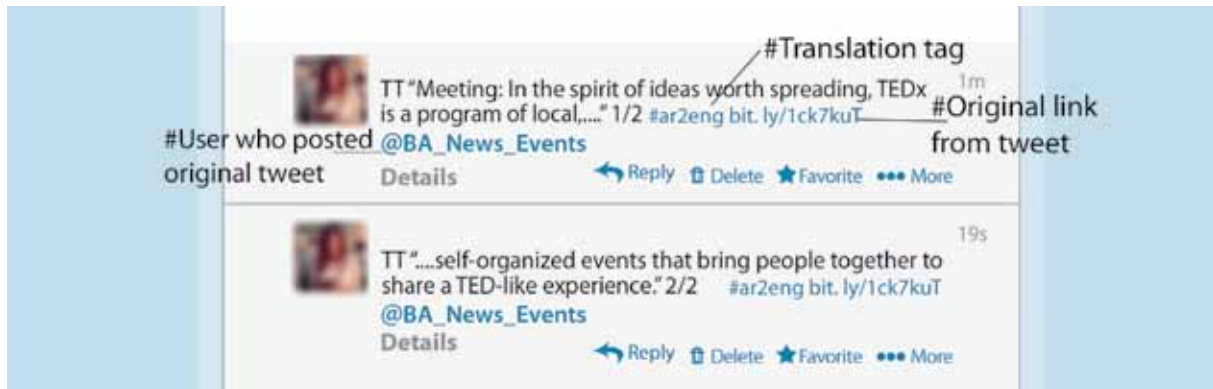 #Translation tag
TT “Meeting: In the spirit of ideas worth spreading, TEDx 1m
is a program of local,....” 1/2 #ar2eng bit. ly/1ck7kuT
#Original link
from tweet
#User who posted
original tweet
@BA_News_Events
Details
Reply Delete Favorite More
19s
TT “....self-organized events that bring people together to
share a TED-like experience.” 2/2 #ar2eng bit. ly/1ck7kuT
@BA_News_Events
Details
Reply Delete Favorite More